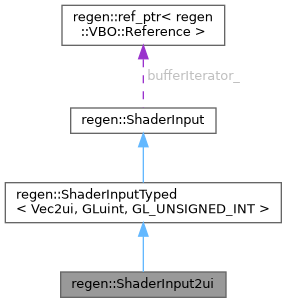 regen::ref_ptr< regen
::VBO::Reference >
bufferIterator_
regen::ShaderInput
regen::ShaderInputTyped
< Vec2ui, GLuint, GL_UNSIGNED_INT >
regen::ShaderInput2ui